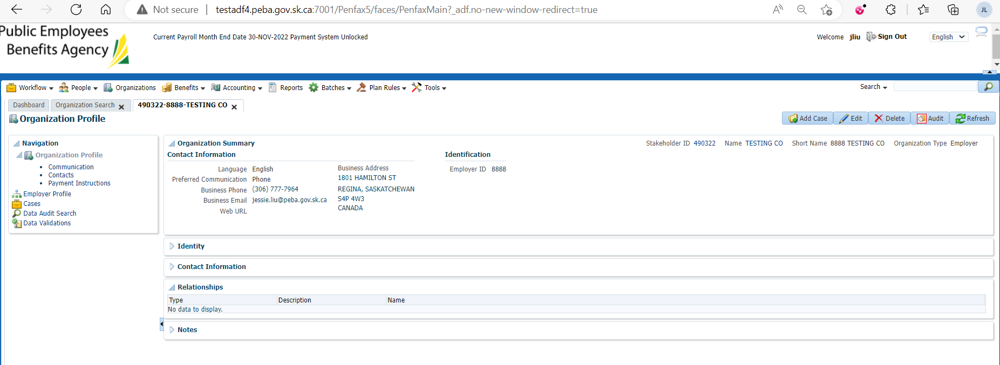 Not secure | testadf4.peba.gov.sk.ca:7001/Penfax5/faces/PenfaxMain?_adf.no-new-window-redirect=true
JL
Public Employees
Benefits Agency
Current Payroll Month End Date 30-NOV-2022 Payment System Unlocked
Welcome jliu Sign Out English
Workflow People Organizations Benefits Accounting Reports Batches Plan Rules Tools Search
Dashboard Organization Search 490322-8888-TESTING CO
Organization Profile
Add Case Edit Delete Audit Refresh
Navigation
Organization Profile
Communication
Contacts
Payment Instructions
Employer Profile
Cases
Data Audit Search
Data Validations
Organization Summary
Stakeholder ID 490322 Name TESTING CO Short Name 8888 TESTING CO Organization Type Employer
Contact Information
Language English
Preferred Communication Phone
Business Phone (306) 777-7964
Business Email jessie.liu@peba.gov.sk.ca
Web URL
Business Address
1801 HAMILTON ST
REGINA, SASKATCHEWAN
S4P 4W3
CANADA
Identification
Employer ID 8888
Identity
Contact Information
Relationships
Type Description Name
No data to display.
Notes